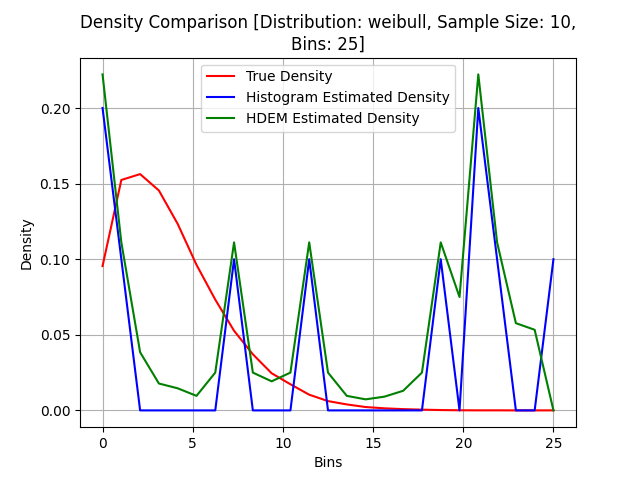 Density Comparison [Distribution: weibull, Sample Size: 10,
Bins: 25]
True Density
Histogram Estimated Density
HDEM Estimated Density
Density
0.20
0.15
0.10
0.05
0.00
0 5 10 15 20 25
Bins